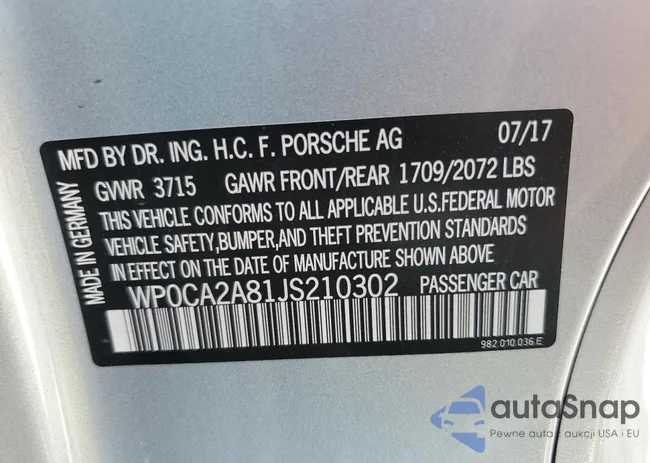 MFD BY DR. ING. H.C. F. PORSCHE AG 07/17
GVWR 3715 GAWR FRONT/REAR 1709/2072 LBS
THIS VEHICLE CONFORMS TO ALL APPLICABLE U.S.FEDERAL MOTOR
VEHICLE SAFETY,BUMPER,AND THEFT PREVENTION STANDARDS
IN EFFECT ON THE DATE OF MANUFACTURE SHOWN ABOVE
WP0CA2A81JS210302 PASSENGER CAR
982.010.036.E
MADE IN GERMANY
autoSnap
Pewne auta z aukcji USA i EU